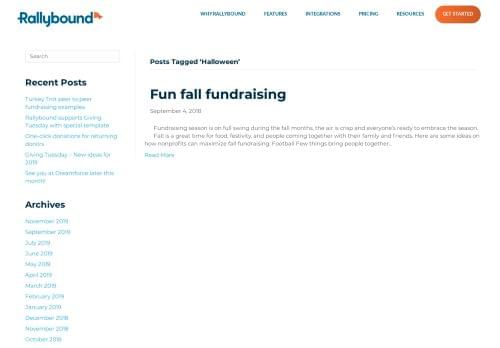 Rallybound
WHY RALLYBOUND
FEATURES
INTEGRATIONS
PRICING
RESOURCES
GET STARTED
Search
Recent Posts
Turkey Trot peer to peer
fundraising examples
Rallybound supports Giving
Tuesday with special template
One-click donations for returning
donors
Giving Tuesday – New ideas for
2019
See you at Dreamforce later this
month!
Archives
November 2019
September 2019
July 2019
June 2019
May 2019
April 2019
March 2019
February 2019
January 2019
December 2018
November 2018
October 2018
Posts Tagged ‘Halloween’
Fun fall fundraising
September 4, 2018
Fundraising season is on full swing during the fall months, the air is crisp and everyone's ready to embrace the season.
Fall is a great time for food, festivity, and people coming together with their family and friends. Here are some ideas on
how nonprofits can maximize fall fundraising. Football Few things bring people together...
Read More